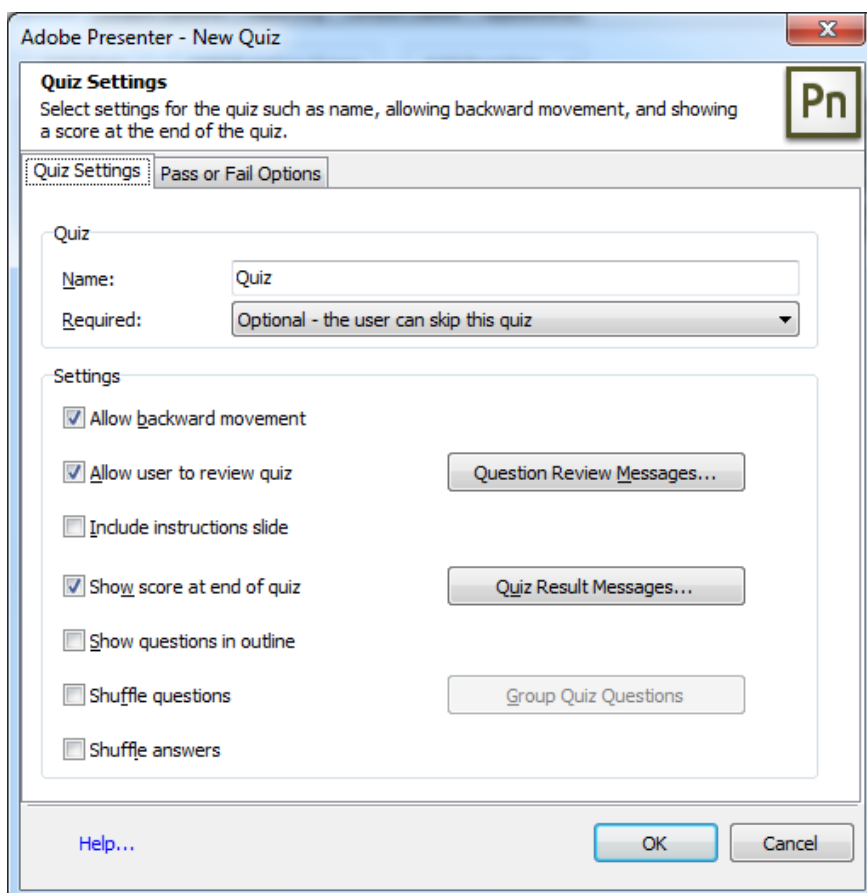 Adobe Presenter - New Quiz
Quiz Settings
Select settings for the quiz such as name, allowing backward movement, and showing
a score at the end of the quiz.
Pn
Quiz Settings Pass or Fail Options
Quiz
Name: Quiz
Required: Optional - the user can skip this quiz
Settings
Allow backward movement
Allow user to review quiz Question Review Messages...
Include instructions slide
Show score at end of quiz Quiz Result Messages...
Show questions in outline
Shuffle questions Group Quiz Questions
Shuffle answers
Help... OK Cancel